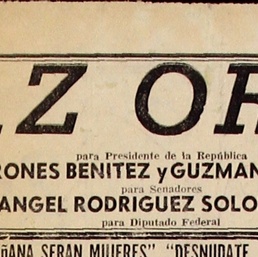 Z OR
para Presidente de la República
RONES BENITEZ y GUZMAN
para Senadores
ANGEL RODRIGUEZ SOLO
para Diputado Federal
ÑANA SERAN MUJERES" "DESNUDATE